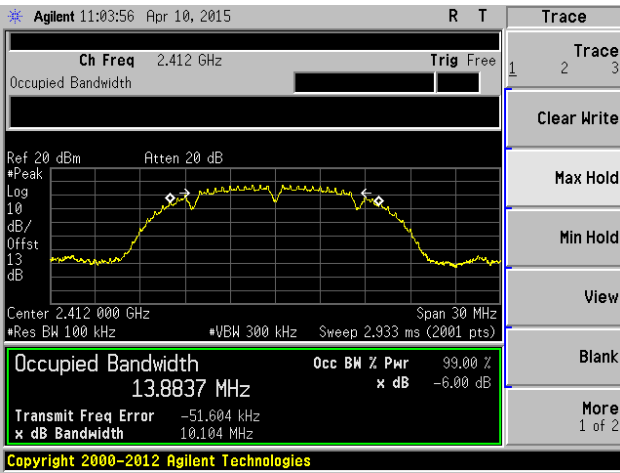 Agilent 11:03:56 Apr 10, 2015 R T Trace
Ch Freq 2.412 GHz Trig Free
Occupied Bandwidth
Trace
1 2 3
Clear Write
Max Hold
Min Hold
View
Blank
More
1 of 2
Ref 20 dBm Atten 20 dB
#Peak
Log
10
dB/
Offst
13
dB
Center 2.412 000 GHz Span 30 MHz
#Res BW 100 kHz #VBW 300 kHz Sweep 2.933 ms (2001 pts)
Occupied Bandwidth Occ BW % Pwr 99.00 %
13.8837 MHz x dB -6.00 dB
Transmit Freq Error -51.604 kHz
x dB Bandwidth 10.104 MHz
Copyright 2000-2012 Agilent Technologies